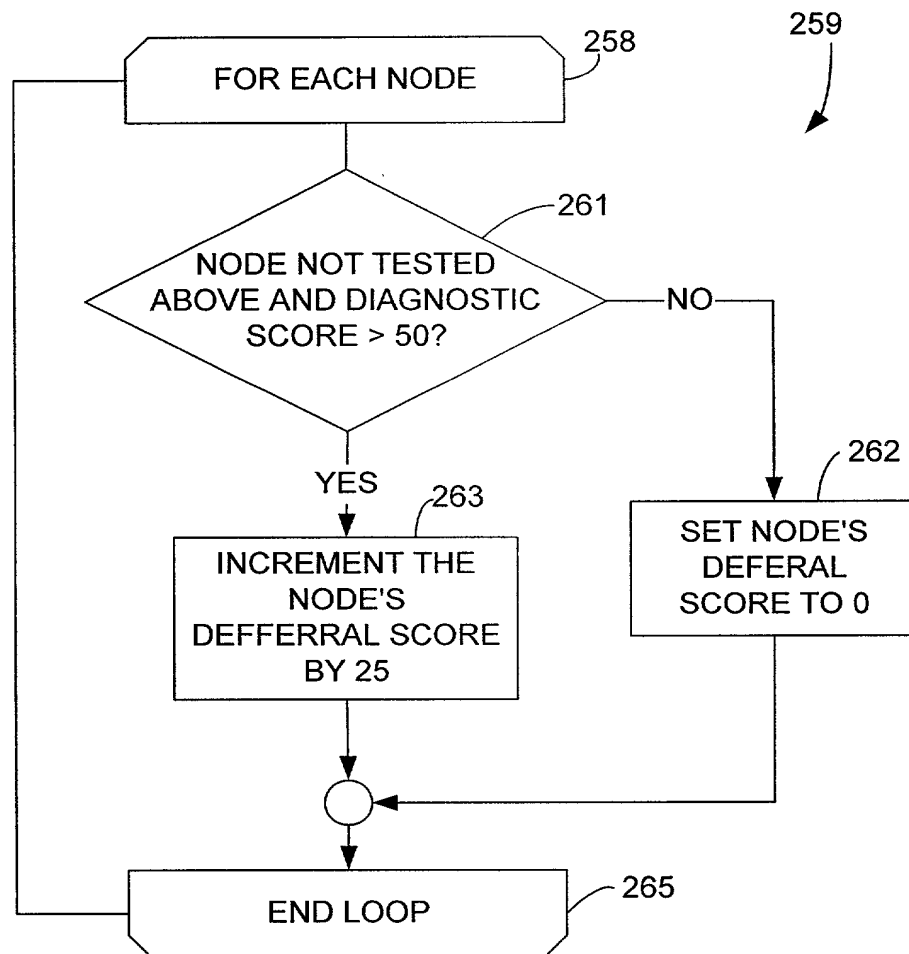 259
258
FOR EACH NODE
261
NODE NOT TESTED
ABOVE AND DIAGNOSTIC
SCORE > 50?
NO
YES
263
INCREMENT THE
NODE'S
DEFFERRAL SCORE
BY 25
262
SET NODE'S
DEFERAL
SCORE TO 0
265
END LOOP